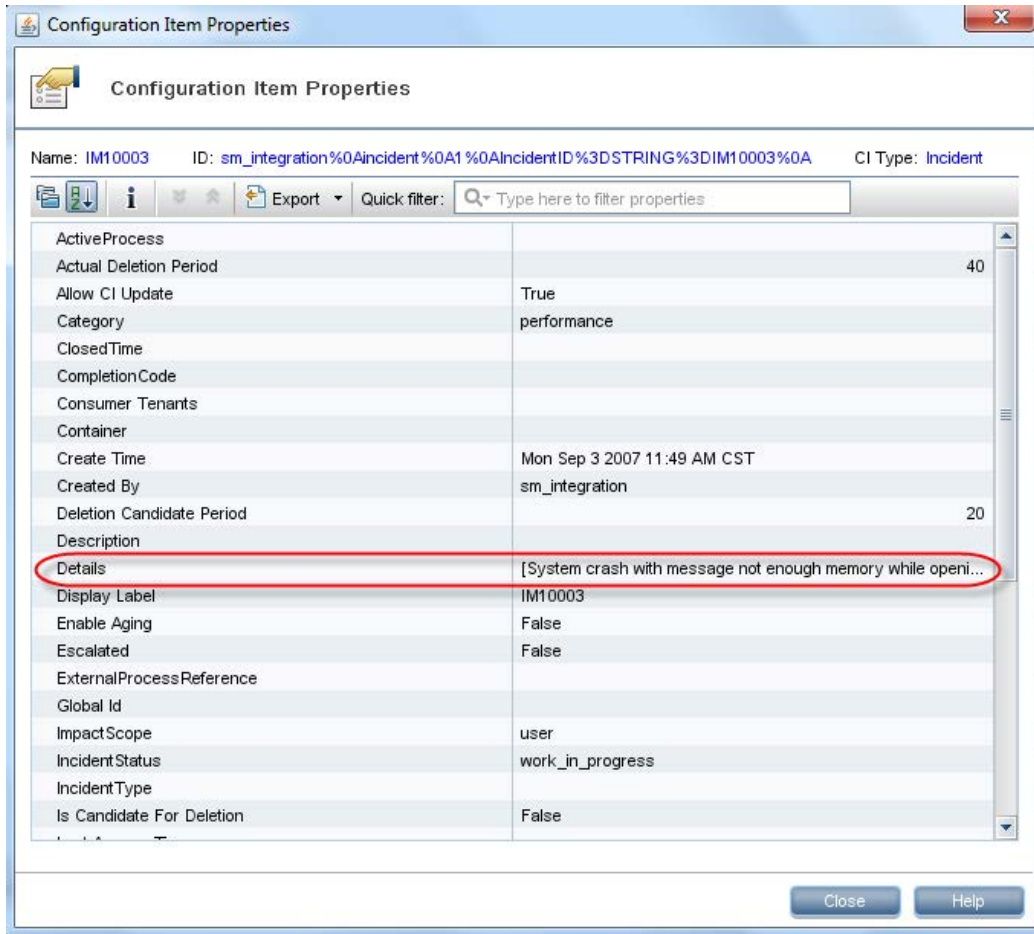 Configuration Item Properties
Configuration Item Properties
Name: IM10003 ID: sm_integration%0Aincident%0A1%0AIncidentID%3DSTRING%3DIM10003%0A CI Type: Incident
Export Quick filter: Type here to filter properties
ActiveProcess
Actual Deletion Period 40
Allow CI Update True
Category performance
ClosedTime
CompletionCode
Consumer Tenants
Container
Create Time Mon Sep 3 2007 11:49 AM CST
Created By sm_integration
Deletion Candidate Period 20
Description
Details [System crash with message not enough memory while openi...
Display Label IM10003
Enable Aging False
Escalated False
ExternalProcessReference
Global Id
ImpactScope user
IncidentStatus work_in_progress
IncidentType
Is Candidate For Deletion False
Close Help